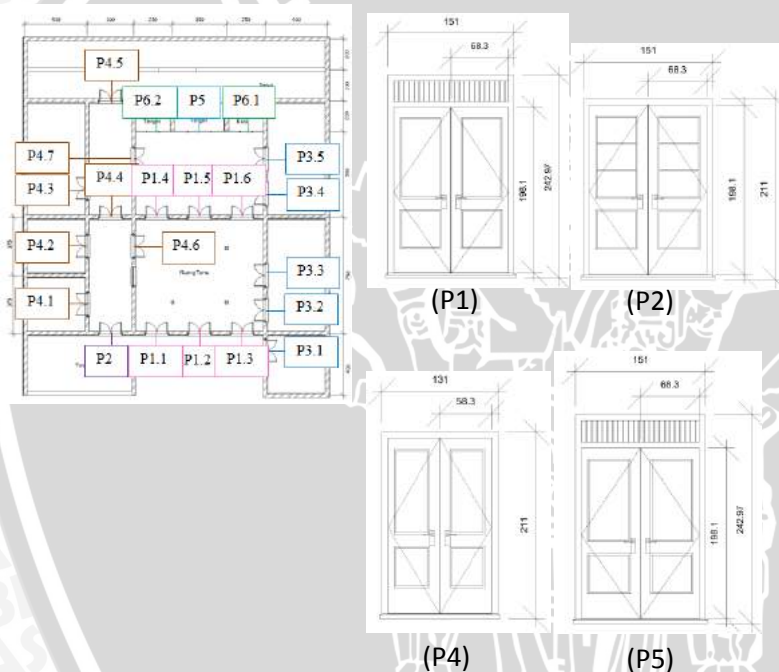 P4.5
P6.2 P5 P6.1
P4.7 P3.5
P4.3 P4.4 P1.4 P1.5 P1.6 P3.4
P4.2 P4.6
P3.3
P4.1 P3.2
P2 P1.1 P1.2 P1.3 P3.1
151
68.3
198.1
242.97
(P1)
151
68.3
198.1
211
(P2)
131
58.3
211
(P4)
151
68.3
198.1
242.97
(P5)